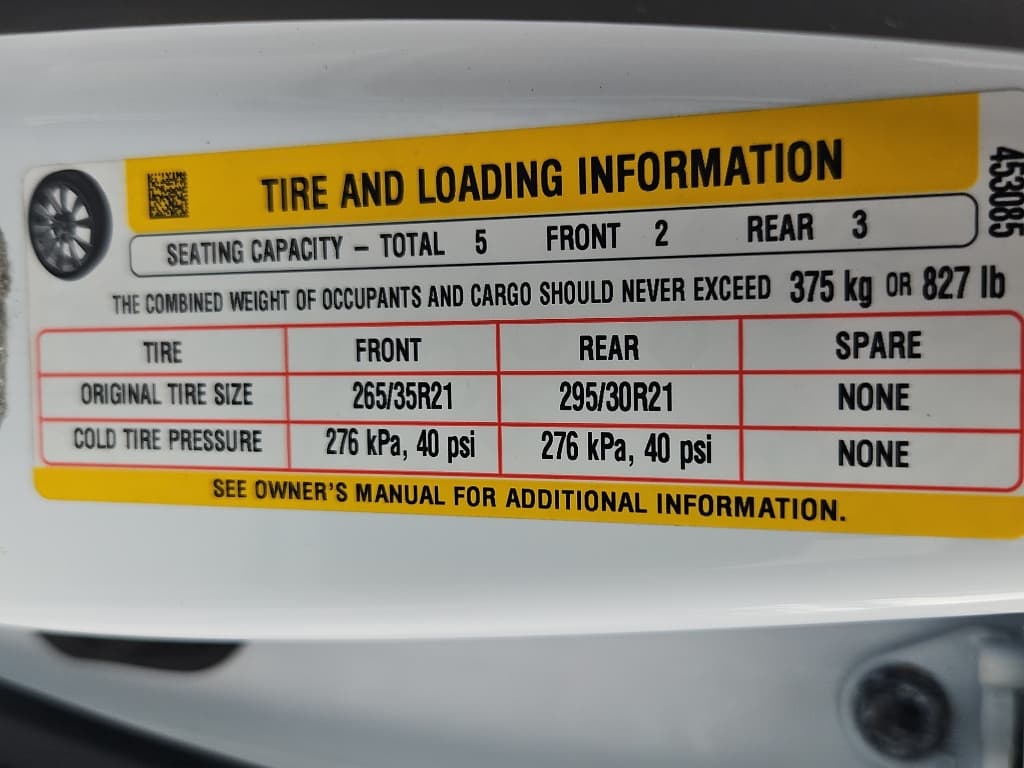 TIRE AND LOADING INFORMATION
453085
SEATING CAPACITY – TOTAL 5 FRONT 2 REAR 3
THE COMBINED WEIGHT OF OCCUPANTS AND CARGO SHOULD NEVER EXCEED 375 kg OR 827 lb
TIRE FRONT REAR SPARE
ORIGINAL TIRE SIZE 265/35R21 295/30R21 NONE
COLD TIRE PRESSURE 276 kPa, 40 psi 276 kPa, 40 psi NONE
SEE OWNER'S MANUAL FOR ADDITIONAL INFORMATION.